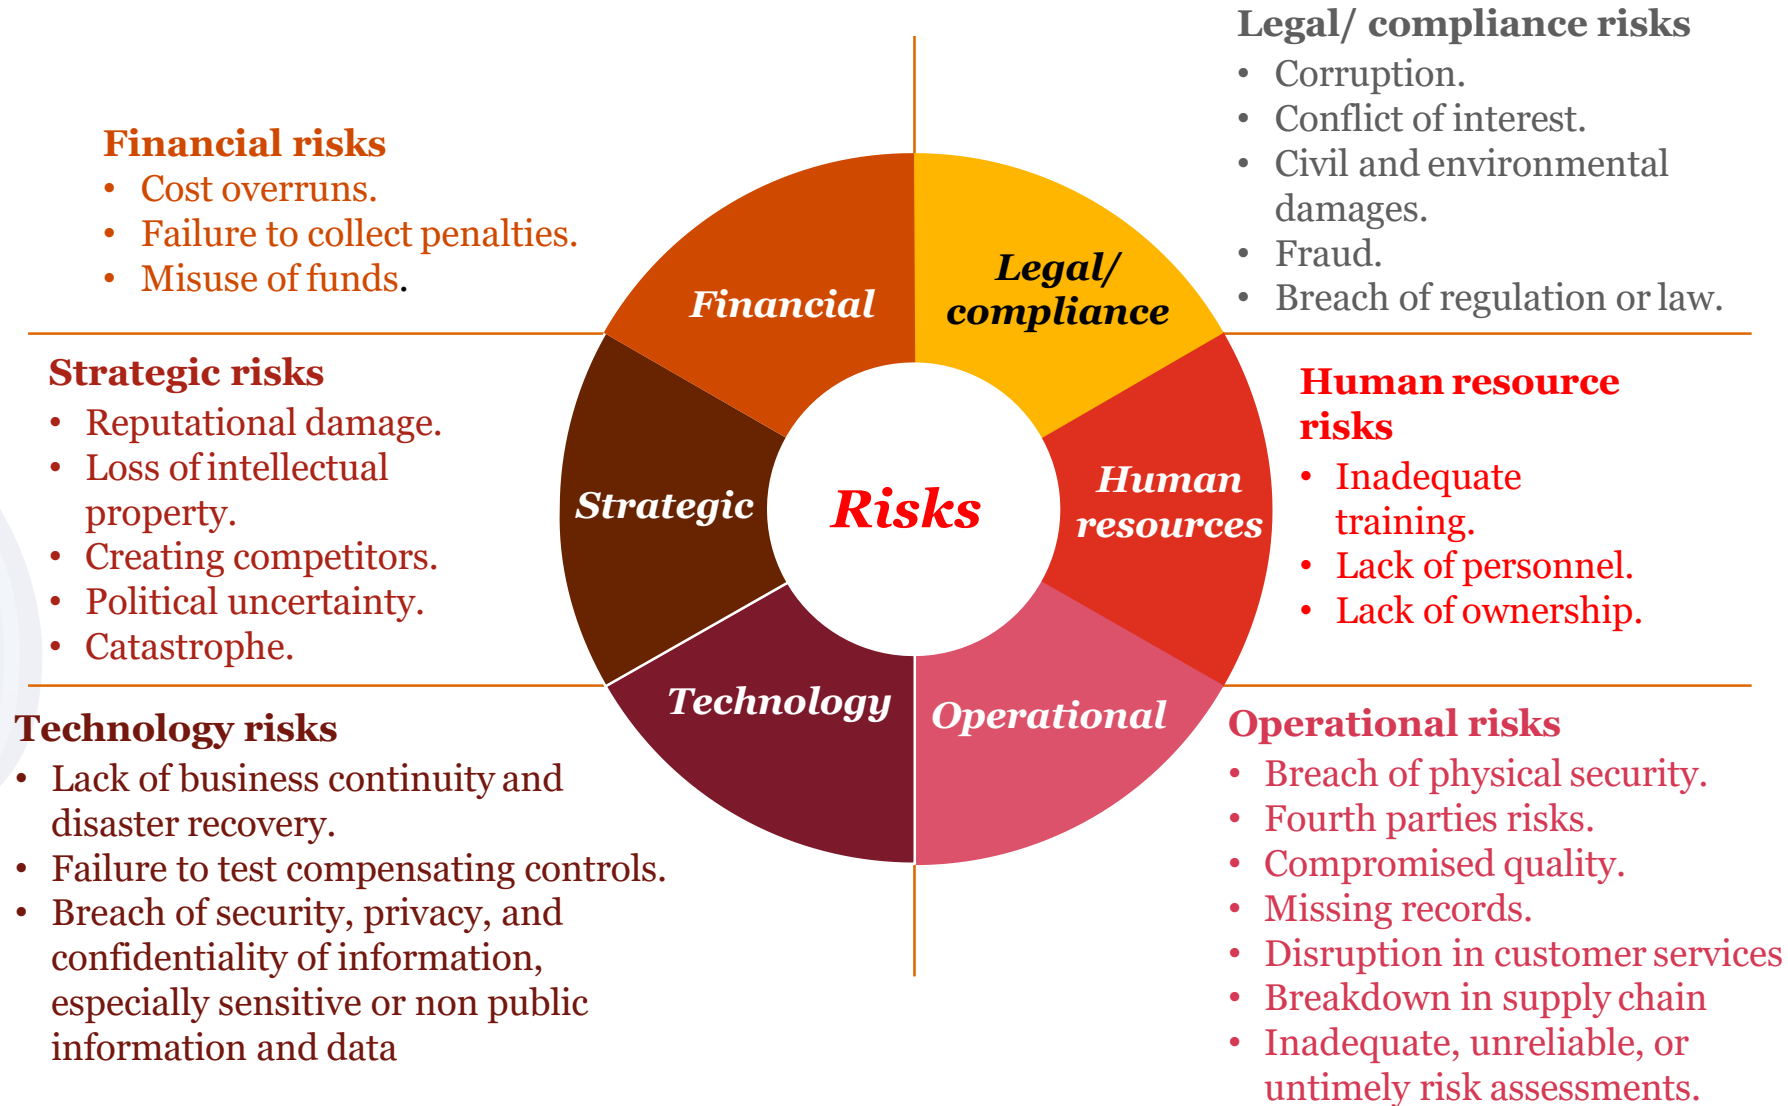 Legal/ compliance risks
• Corruption.
• Conflict of interest.
• Civil and environmental
damages.
• Fraud.
• Breach of regulation or law.
Financial risks
• Cost overruns.
• Failure to collect penalties.
• Misuse of funds.
Financial
Legal/
compliance
Strategic risks
• Reputational damage.
• Loss of intellectual
property.
• Creating competitors.
• Political uncertainty.
• Catastrophe.
Strategic
Risks
Human
resources
Human resource
risks
• Inadequate
training.
• Lack of personnel.
• Lack of ownership.
Technology
Operational
Technology risks
• Lack of business continuity and
disaster recovery.
• Failure to test compensating controls.
• Breach of security, privacy, and
confidentiality of information,
especially sensitive or non public
information and data
Operational risks
• Breach of physical security.
• Fourth parties risks.
• Compromised quality.
• Missing records.
• Disruption in customer services
• Breakdown in supply chain
• Inadequate, unreliable, or
untimely risk assessments.